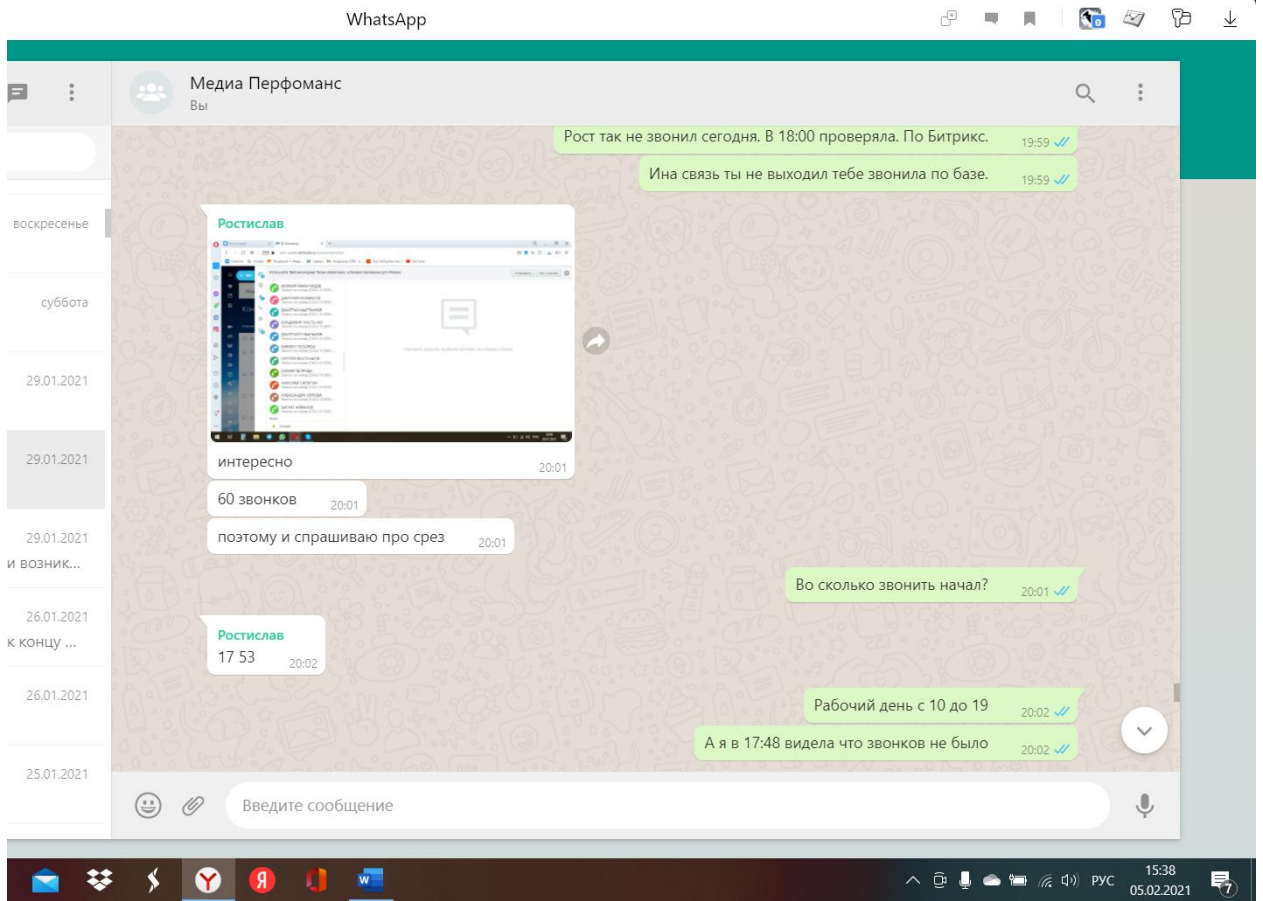 WhatsApp
0
Медиа Перфоманс
Вы
Рост так не звонил сегодня. В 18:00 проверяла. По Битрикс.
19:59
Ина связь ты не выходил тебе звонила по базе.
19:59
воскресенье
суббота
29.01.2021
29.01.2021
29.01.2021
и возник...
26.01.2021
к концу ...
26.01.2021
25.01.2021
Ростислав
интересно
20:01
60 звонков
20:01
поэтому и спрашиваю про срез
20:01
Во сколько звонить начал?
20:01
Ростислав
17 53
20:02
Рабочий день с 10 до 19
20:02
А я в 17:48 видела что звонков не было
20:02
Введите сообщение
РУС
15:38
05.02.2021
7